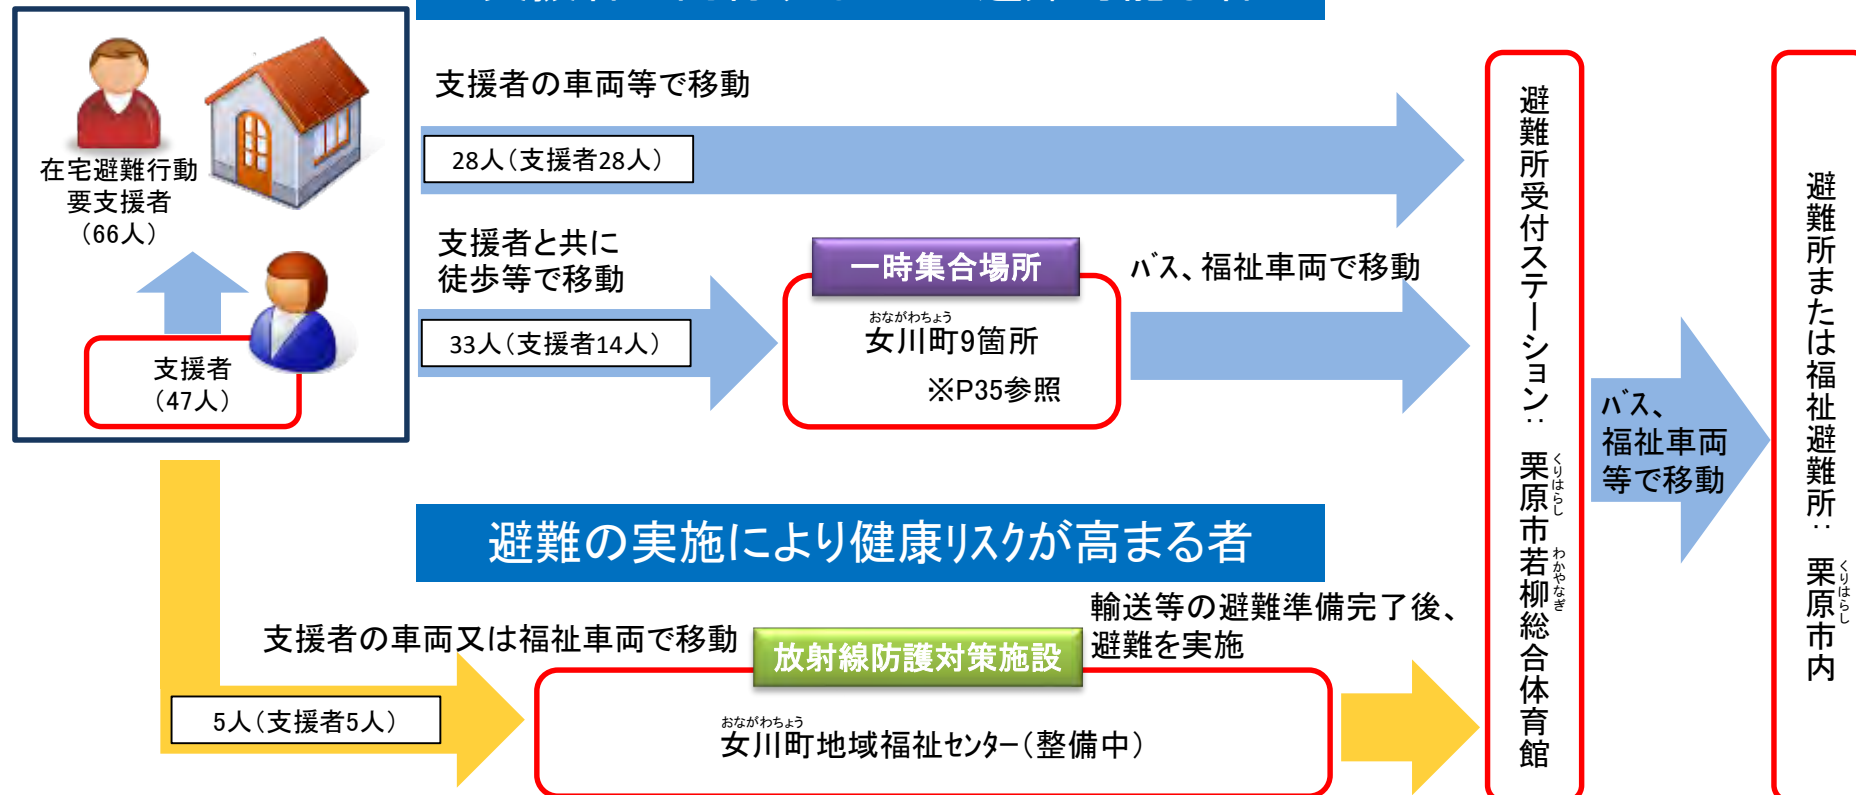 在宅避難行動
要支援者
（66人）
支援者
（47人）
支援者の車両等で移動
28人（支援者28人）
支援者と共に
徒歩等で移動
33人（支援者14人）
一時集合場所
おながわちょう
女川町9箇所
※P35参照
バス、福祉車両で移動
避難の実施により健康リスクが高まる者
支援者の車両又は福祉車両で移動
5人（支援者5人）
放射線防護対策施設
おながわちょう
女川町地域福祉センター（整備中）
輸送等の避難準備完了後、
避難を実施
避難所受付ステーション：栗原市若柳総合体育館
くりはらし
わかやなぎ
バス、
福祉車両
等で移動
避難所または福祉避難所：栗原市内
くりはらし